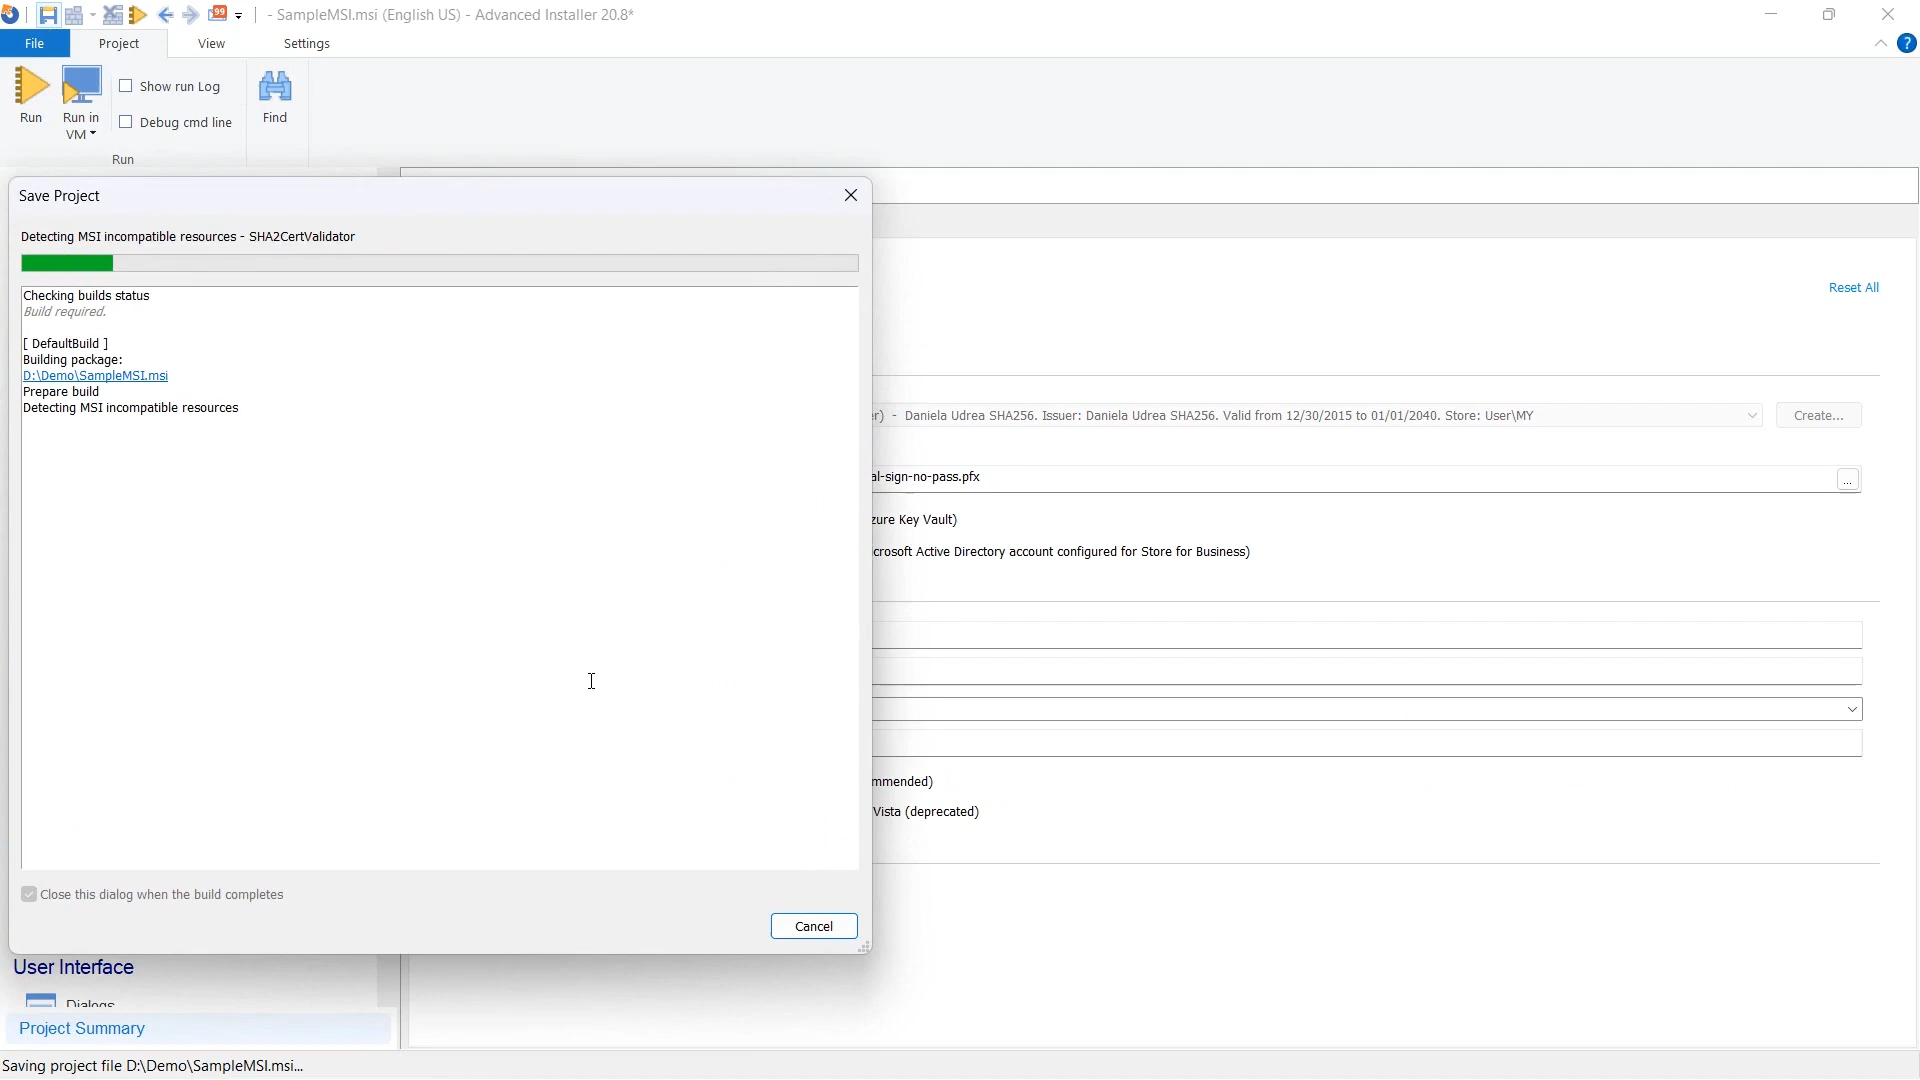 99
- SampleMSI.msi (English US) - Advanced Installer 20.8*
File
Project
View
Settings
?
Run
Run in
VM
Show run Log
Debug cmd line
Find
Run
Save Project
Detecting MSI incompatible resources - SHA2CertValidator
Checking builds status
Build required.
[ DefaultBuild ]
Building package:
D:\Demo\SampleMSI.msi
Prepare build
Detecting MSI incompatible resources
Close this dialog when the build completes
Cancel
Reset All
er) - Daniela Udrea SHA256. Issuer: Daniela Udrea SHA256. Valid from 12/30/2015 to 01/01/2040. Store: User\MY
Create...
al-sign-no-pass.pfx
...
zure Key Vault)
crosoft Active Directory account configured for Store for Business)
mmended)
Vista (deprecated)
User Interface
Dialogs
Project Summary
Saving project file D:\Demo\SampleMSI.msi...